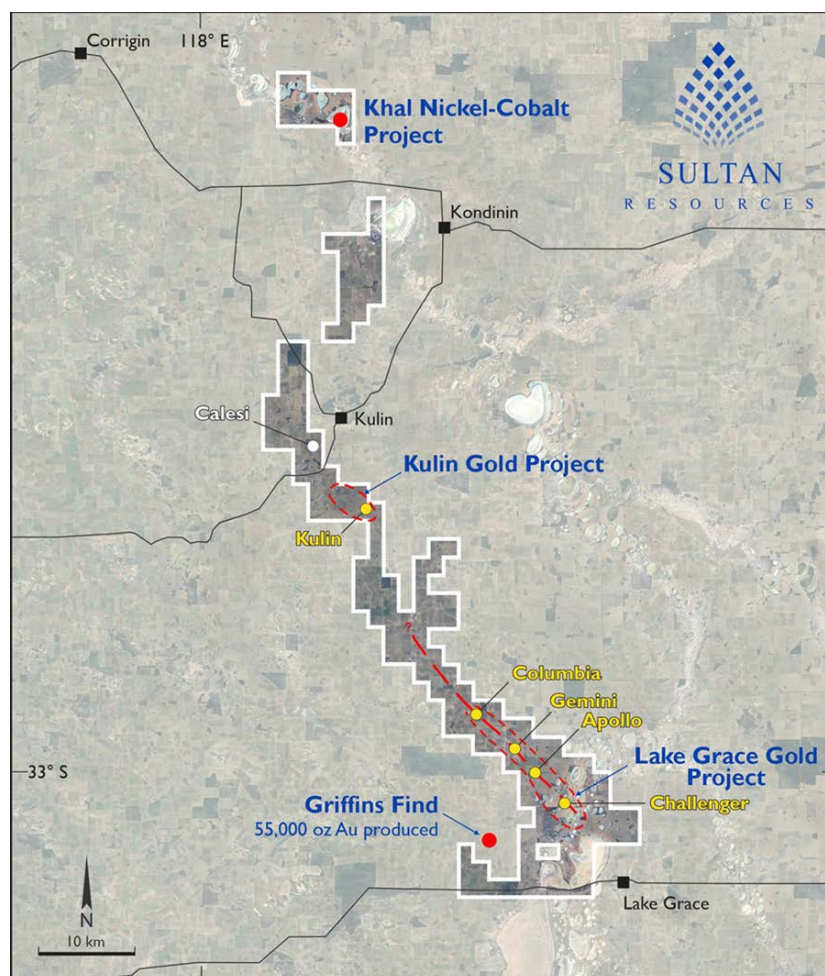 Corrigin
118° E
Khal Nickel-Cobalt
Project
SULTAN
RESOURCES
Kondinin
Calesi
Kulin
Kulin Gold Project
Kulin
?
Columbia
Gemini
Apollo
33° S
Lake Grace Gold
Project
Griffins Find
55,000 oz Au produced
Challenger
N
10 km
Lake Grace